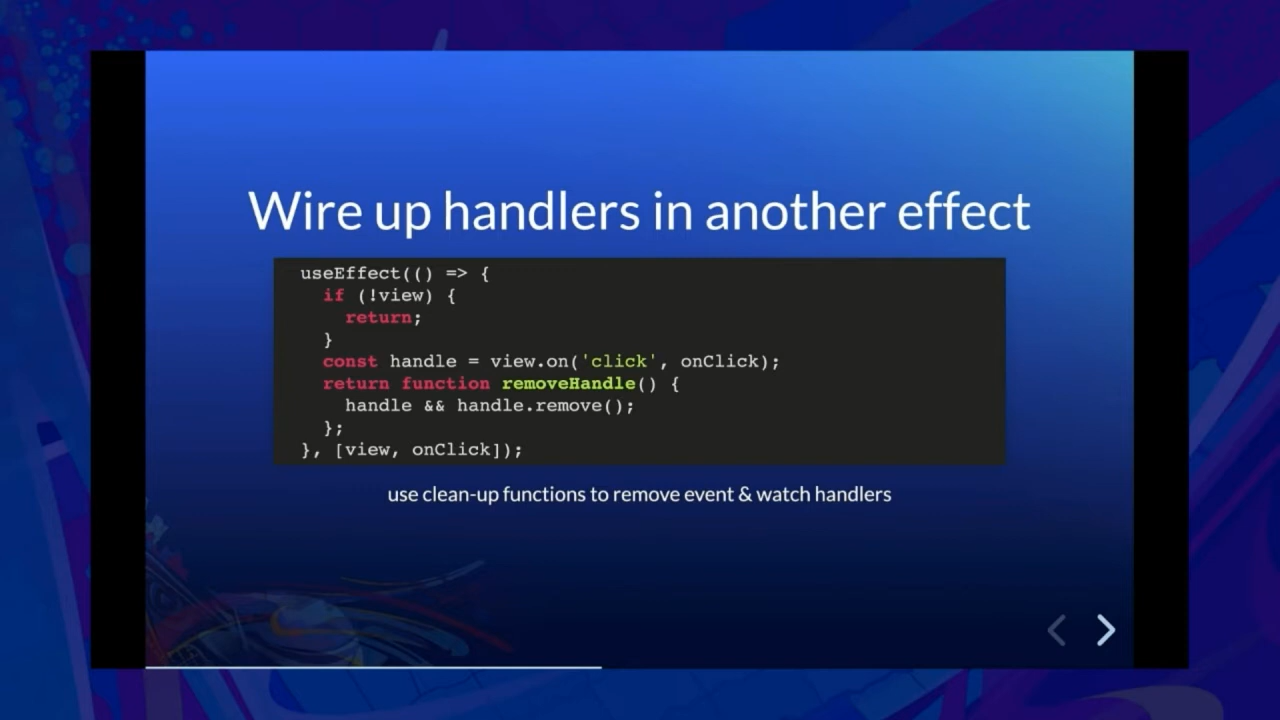 Wire up handlers in another effect
useEffect(() => {
  if (!view) {
    return;
  }
  const handle = view.on('click', onClick);
  return function removeHandle() {
    handle && handle.remove();
  };
}, [view, onClick]);
use clean-up functions to remove event & watch handlers